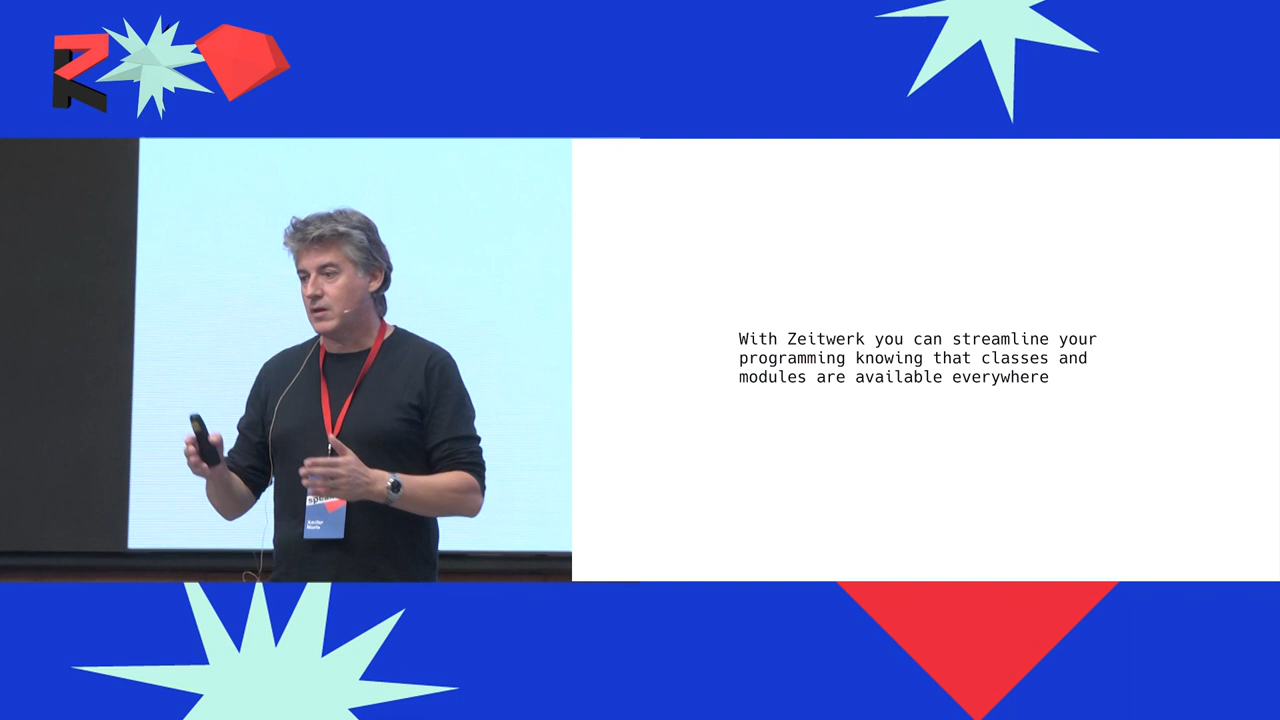 With Zeitwerk you can streamline your
programming knowing that classes and
modules are available everywhere